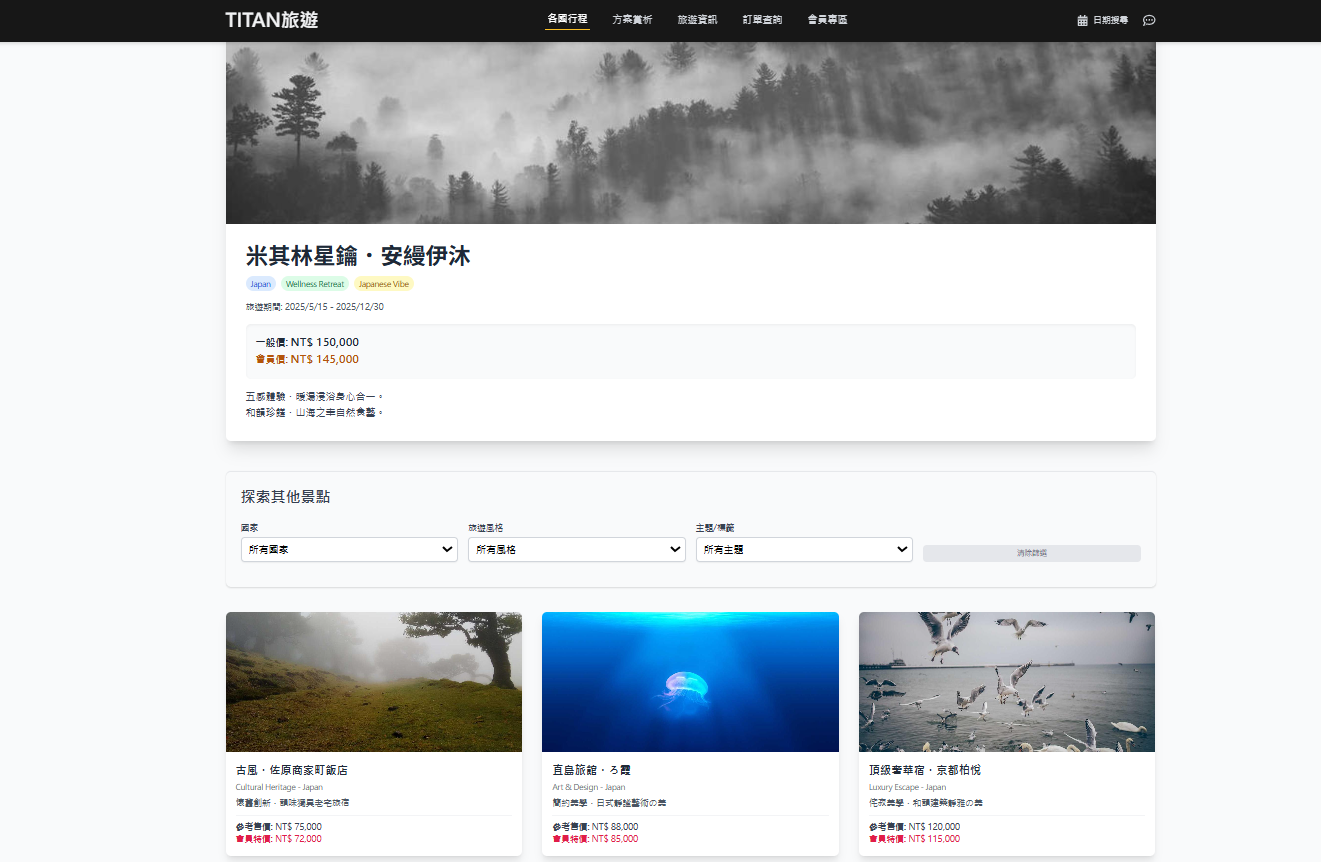 TITAN旅遊
各國行程 方案賞析 旅遊資訊 訂單查詢 會員專區 日期搜尋
米其林星鑰・安縵伊沐
Japan Wellness Retreat Japanese Vibe
旅遊期間: 2025/5/15 - 2025/12/30
一般價: NT$ 150,000
會員價: NT$ 145,000
五感體驗・暖湯浸浴身心合一。
和韻珍饈・山海之幸自然食藝。
探索其他景點
國家 旅遊風格 主題/標籤
所有國家 所有風格 所有主題 清除篩選
古風・佐原商家町飯店
Cultural Heritage - Japan
懷舊創新・韻味獨具老宅旅宿
參考售價: NT$ 75,000
會員特價: NT$ 72,000
直島旅館・ろ霞
Art & Design - Japan
簡約美學・日式靜謐藝術の美
參考售價: NT$ 88,000
會員特價: NT$ 85,000
頂級奢華宿・京都柏悅
Luxury Escape - Japan
侘寂美學・和韻建築靜雅の美
參考售價: NT$ 120,000
會員特價: NT$ 115,000